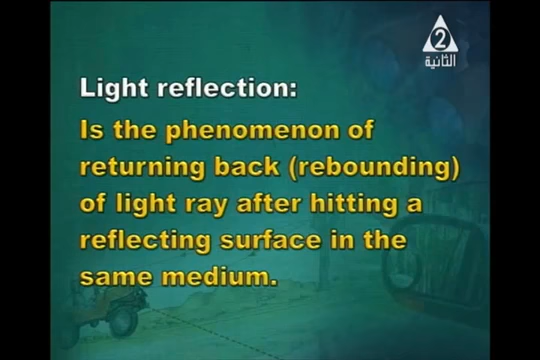 2
الثانية
Light reflection:
Is the phenomenon of
returning back (rebounding)
of light ray after hitting a
reflecting surface in the
same medium.